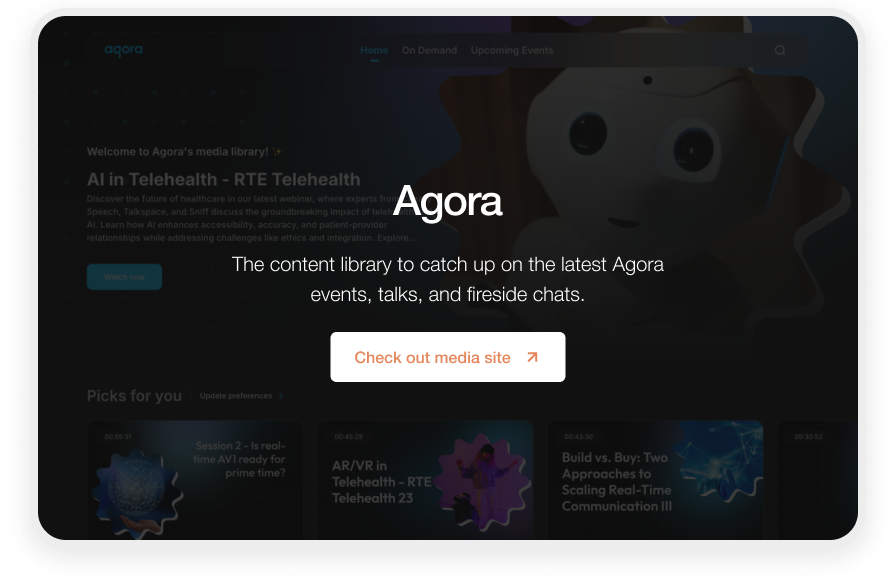 agora
Home On Demand Upcoming Events
Welcome to Agora's media library! ✨
AI in Telehealth - RTE Telehealth
Discover the future of healthcare in our latest webinar, where experts from
Speech, Talkspace, and Sniff discuss the groundbreaking impact of
AI. Learn how AI enhances accessibility, accuracy, and patient-provider
relationships while addressing challenges like ethics and integration. Explore...
Watch now
Agora
The content library to catch up on the latest Agora
events, talks, and fireside chats.
Check out media site
Picks for you
Update preferences
00:55:31
Session 2 - Is real-
time AV1 ready for
prime time?
00:45:29
AR/VR in
Telehealth - RTE
Telehealth 23
00:43:30
Build vs. Buy: Two
Approaches to
Scaling Real-Time
Communication III
00:30:53